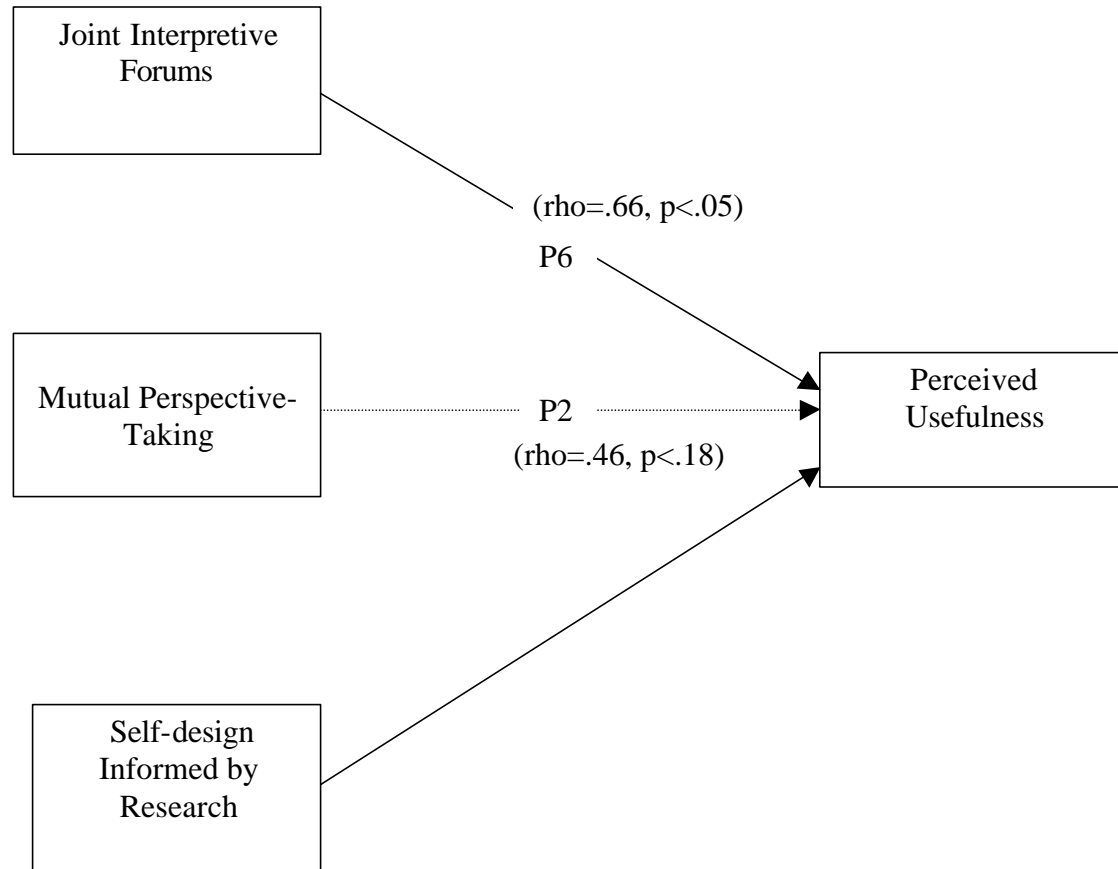 Joint Interpretive
Forums
(rho=.66, p<.05)
P6
Mutual Perspective-
Taking
P2
(rho=.46, p<.18)
Perceived
Usefulness
Self-design
Informed by
Research